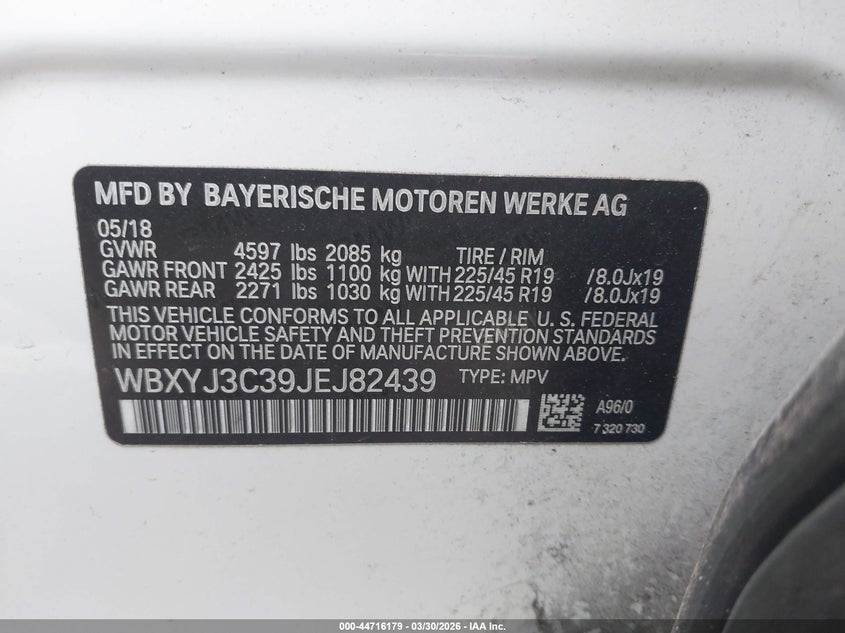 MFD BY BAYERISCHE MOTOREN WERKE AG
05/18
GVWR 4597 lbs 2085 kg TIRE / RIM
GAWR FRONT 2425 lbs 1100 kg WITH 225/45 R19 /8.0Jx19
GAWR REAR 2271 lbs 1030 kg WITH 225/45 R19 /8.0Jx19
THIS VEHICLE CONFORMS TO ALL APPLICABLE U. S. FEDERAL
MOTOR VEHICLE SAFETY AND THEFT PREVENTION STANDARDS
IN EFFECT ON THE DATE OF MANUFACTURE SHOWN ABOVE.
WBXYJ3C39JEJ82439 TYPE: MPV
A96/0
7 320 730
000-44716179 - 03/30/2026 - IAA Inc.